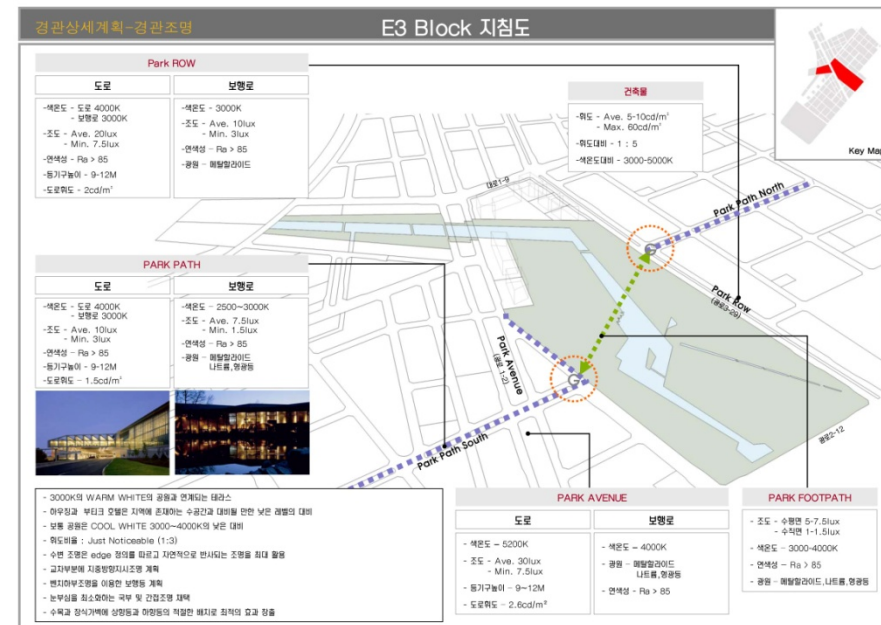 경관상세계획-경관조명
E3 Block 지침도
Key Map
Park ROW
도로
-색온도 - 도로 4000K
- 보행로 3000K
-조도 - Ave. 20lux
- Min. 7.5lux
-연색성 - Ra > 85
-등기구높이 - 9-12M
-도로휘도 - 2cd/m²
보행로
-색온도 - 3000K
-조도 - Ave. 10lux
- Min. 3lux
-연색성 - Ra > 85
-광원 - 메탈할라이드
건축물
-휘도 - Ave. 5-10cd/m²
- Max. 60cd/m²
-휘도대비 - 1 : 5
-색온도대비 - 3000-5000K
대로1-9
Park Path North
Park Row
(광로3-29)
Park Avenue
(광로 1-2)
Park Path South
광로2-12
G
G
PARK PATH
도로
-색온도 - 도로 4000K
- 보행로 3000K
-조도 - Ave. 10lux
- Min. 3lux
-연색성 - Ra > 85
-등기구높이 - 9-12M
-도로휘도 - 1.5cd/m²
보행로
-색온도 - 2500~3000K
-조도 - Ave. 7.5lux
- Min. 1.5lux
-연색성 - Ra > 85
-광원 - 메탈할라이드
나트륨,형광등
- 3000K의 WARM WHITE의 공원과 연계되는 테라스
- 하우징과 부티크 호텔은 지역에 존재하는 수공간과 대비될 만한 낮은 레벨의 대비
- 보통 공원은 COOL WHITE 3000~4000K의 낮은 대비
- 휘도비율 : Just Noticeable (1:3)
- 수변 조명은 edge 정의를 따르고 자연적으로 반사되는 조명을 최대 활용
- 교차부분에 지중방향지시조명 계획
- 벤치하부조명을 이용한 보행등 계획
- 눈부심을 최소화하는 국부 및 간접조명 채택
- 수목과 장식가벽에 상향등과 하향등의 적절한 배치로 최적의 효과 창출
PARK AVENUE
도로
- 색온도 - 5200K
- 조도 - Ave. 30lux
- Min. 7.5lux
- 등기구높이 - 9~12M
- 도로휘도 - 2.6cd/m²
보행로
- 색온도 - 4000K
- 광원 - 메탈할라이드
나트륨,형광등
- 연색성 - Ra > 85
PARK FOOTPATH
- 조도 - 수평면 5-7.5lux
- 수직면 1-1.5lux
- 색온도 - 3000-4000K
- 연색성 - Ra > 85
- 광원 - 메탈할라이드,나트륨,형광등